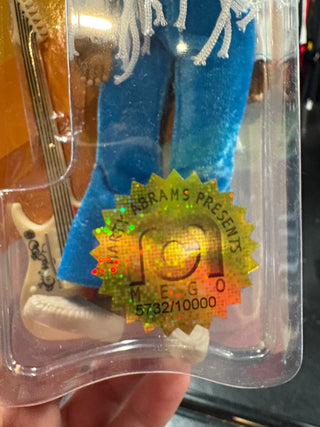 MARTY ABRAMS PRESENTS
MEGO
5732/10000